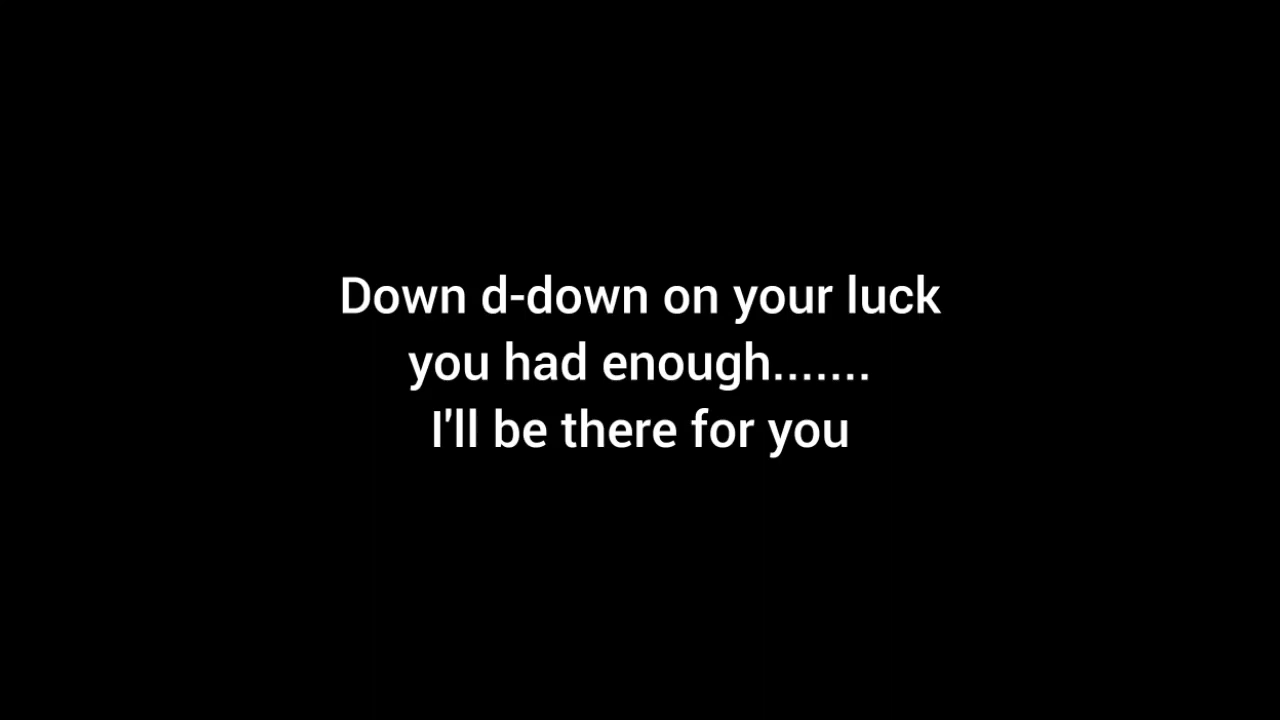 Down d-down on your luck
you had enough.......
I'll be there for you